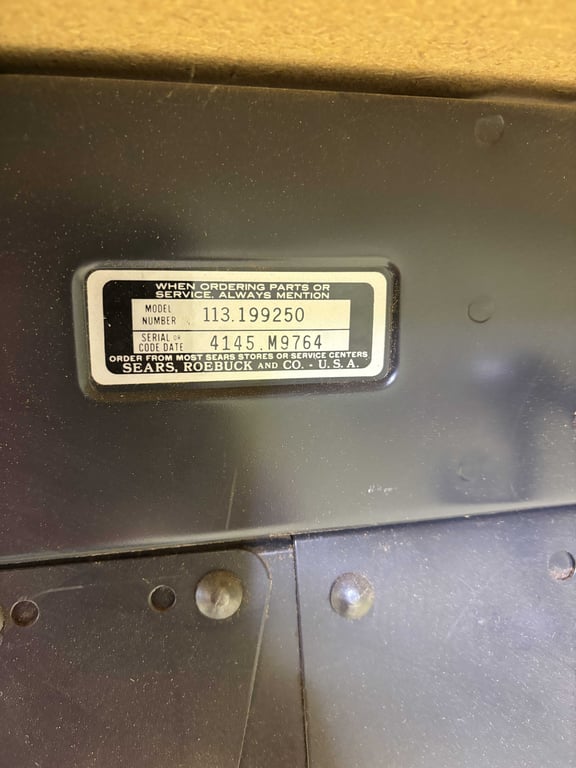 WHEN ORDERING PARTS OR
SERVICE, ALWAYS MENTION
MODEL
NUMBER 113.199250
SERIAL OR
CODE DATE 4145.M9764
ORDER FROM MOST SEARS STORES OR SERVICE CENTERS
SEARS, ROEBUCK AND CO. - U.S.A.